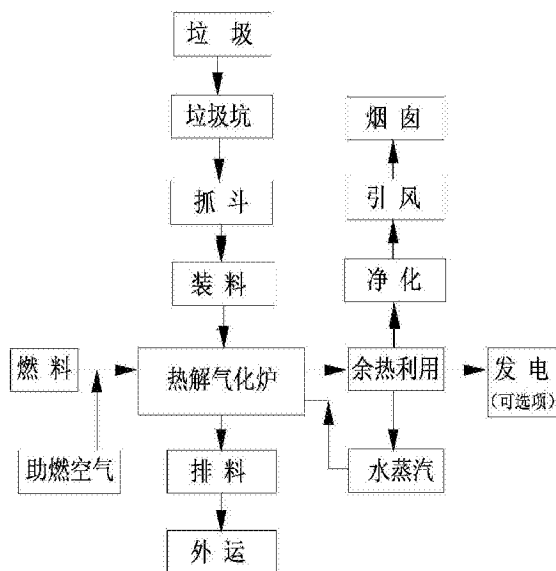 垃 圾
垃圾坑
烟 囱
抓 斗
引 风
装 料
净 化
燃 料
热解气化炉
余热利用
发 电
(可选项)
助燃空气
排 料
水蒸汽
外 运